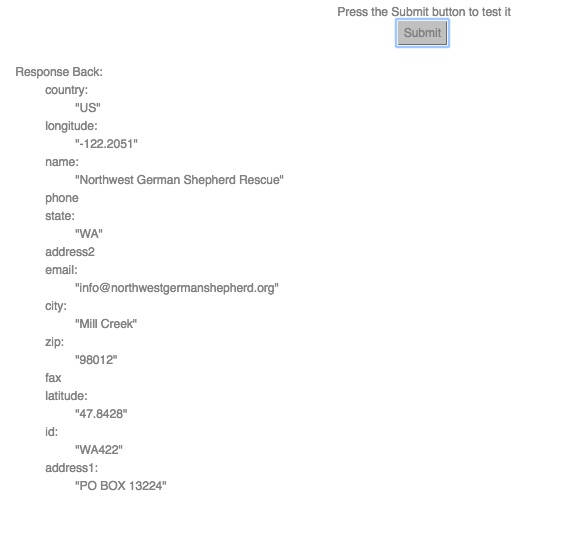 Press the Submit button to test it
Submit
Response Back:
country:
"US"
longitude:
"-122.2051"
name:
"Northwest German Shepherd Rescue"
phone
state:
"WA"
address2
email:
"info@northwestgermanshepherd.org"
city:
"Mill Creek"
zip:
"98012"
fax
latitude:
"47.8428"
id:
"WA422"
address1:
"PO BOX 13224"